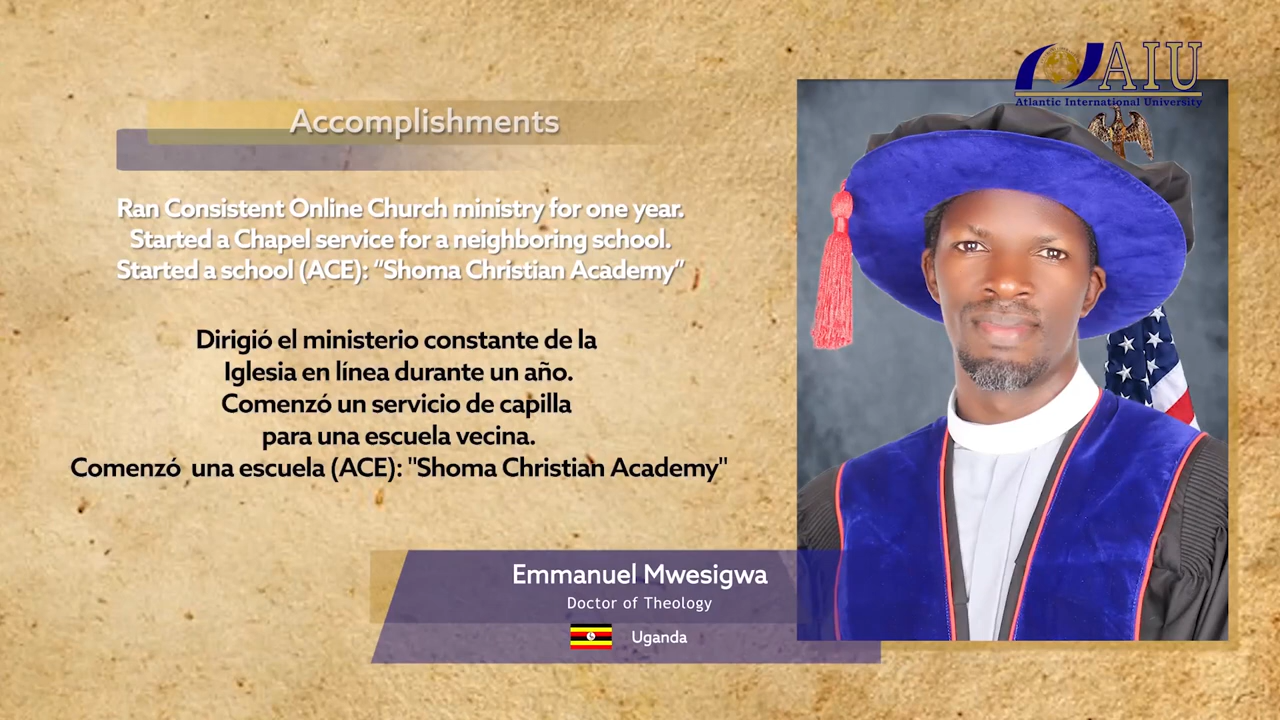 AIU
Atlantic International University
Accomplishments
Ran Consistent Online Church ministry for one year.
Started a Chapel service for a neighboring school.
Started a school (ACE): “Shoma Christian Academy”
Dirigió el ministerio constante de la
Iglesia en línea durante un año.
Comenzó un servicio de capilla
para una escuela vecina.
Comenzó  una escuela (ACE): "Shoma Christian Academy"
Emmanuel Mwesigwa
Doctor of Theology
Uganda